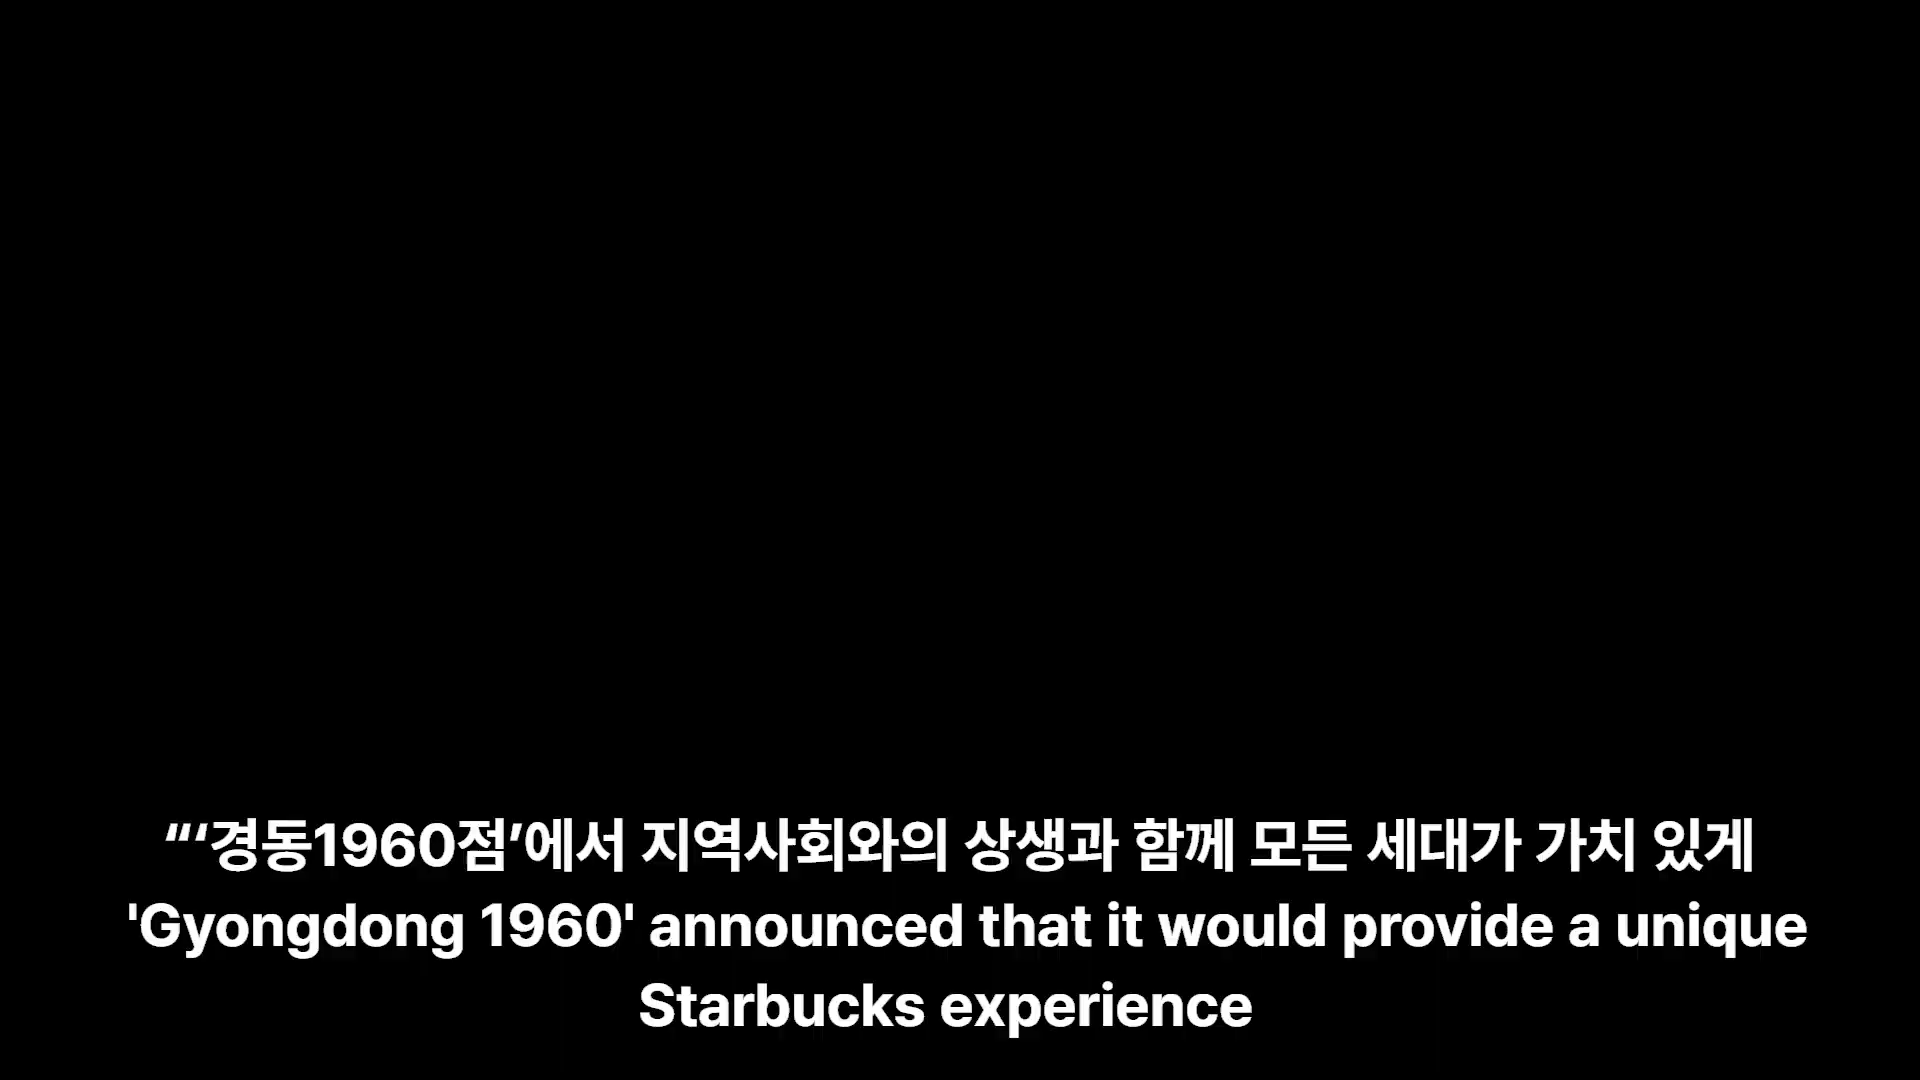 “‘경동1960점’에서 지역사회와의 상생과 함께 모든 세대가 가치 있게
'Gyongdong 1960' announced that it would provide a unique
Starbucks experience